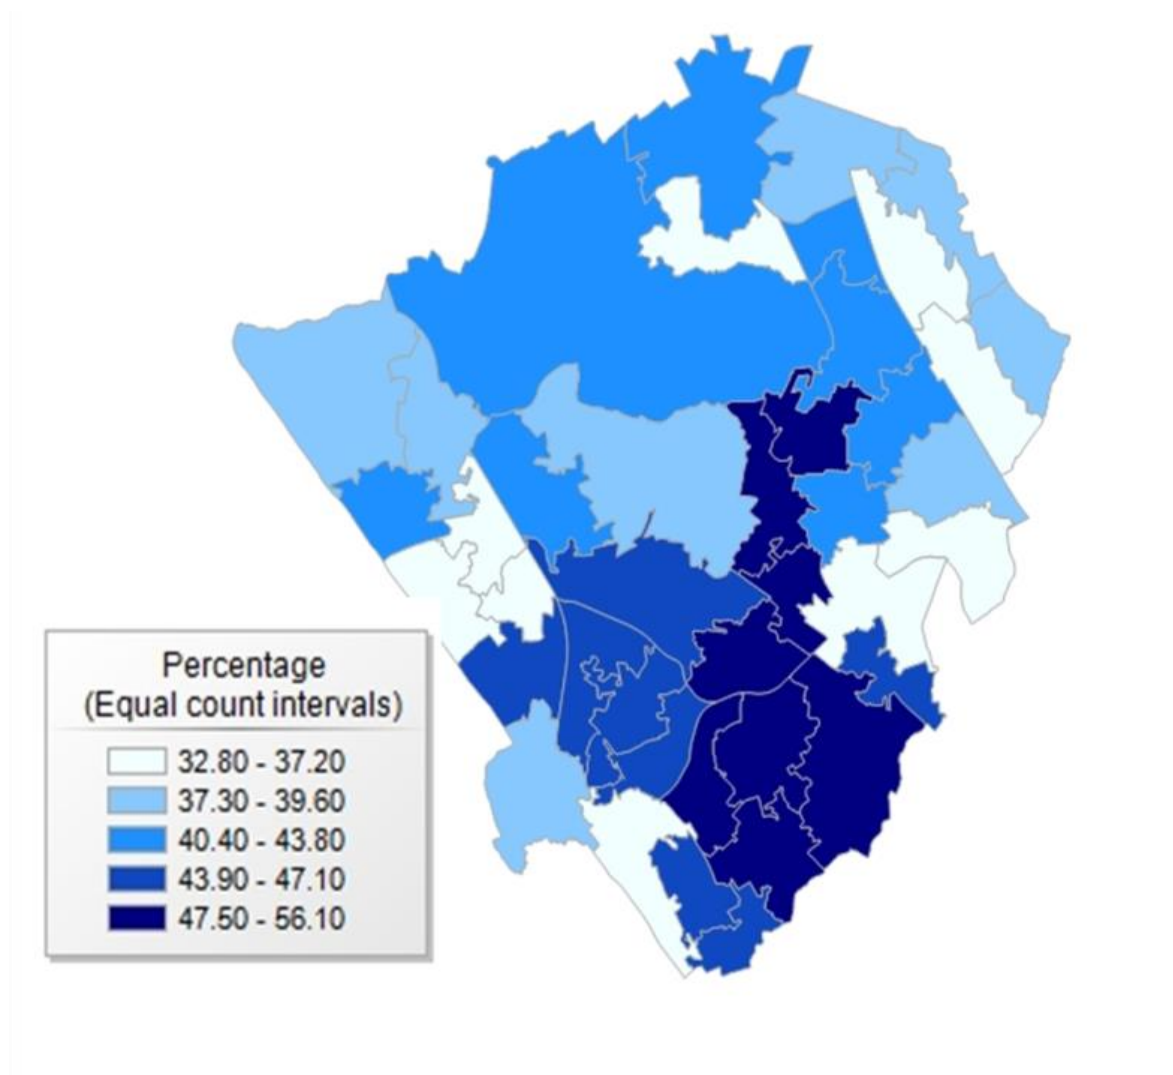 Percentage
(Equal count intervals)
32.80 - 37.20
37.30 - 39.60
40.40 - 43.80
43.90 - 47.10
47.50 - 56.10